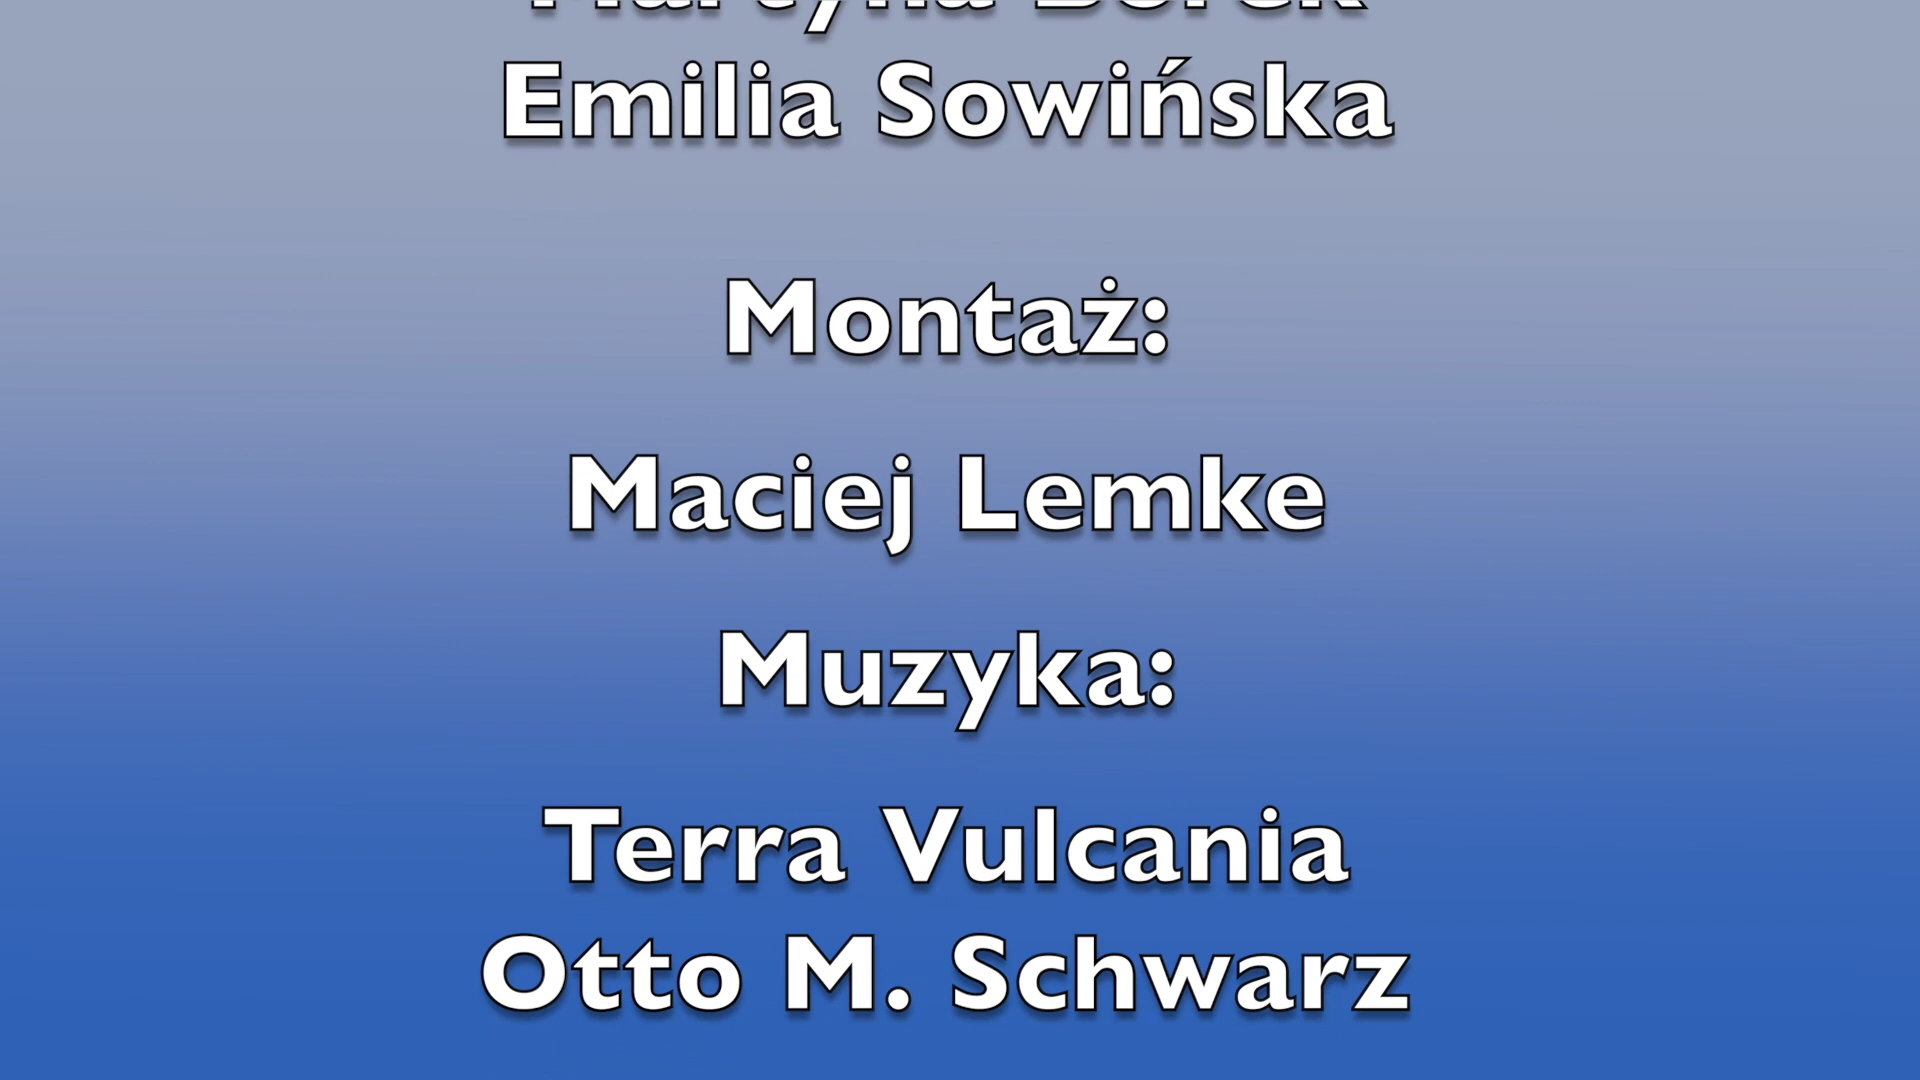 Emilia Sowińska
Montaż:
Maciej Lemke
Muzyka:
Terra Vulcania
Otto M. Schwarz